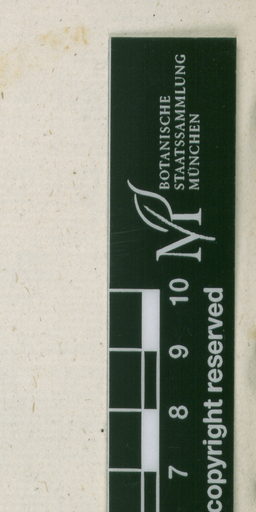 BOTANISCHE
STAATSSAMMLUNG
MÜNCHEN
M
7 8 9 10
copyright reserved